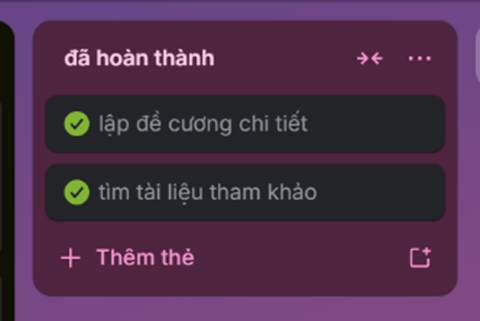 đã hoàn thành
lập đề cương chi tiết
tìm tài liệu tham khảo
Thêm thẻ